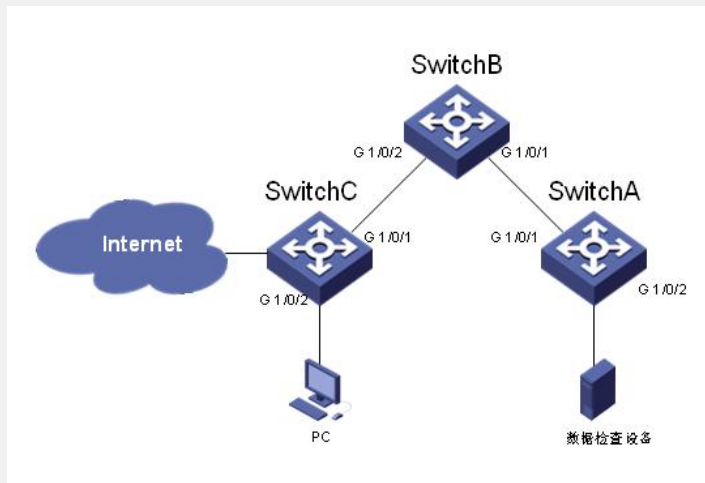 SwitchB
G 1/0/2
G 1/0/1
SwitchC
SwitchA
Internet
G 1/0/1
G 1/0/1
G 1/0/2
G 1/0/2
PC
数据检查设备